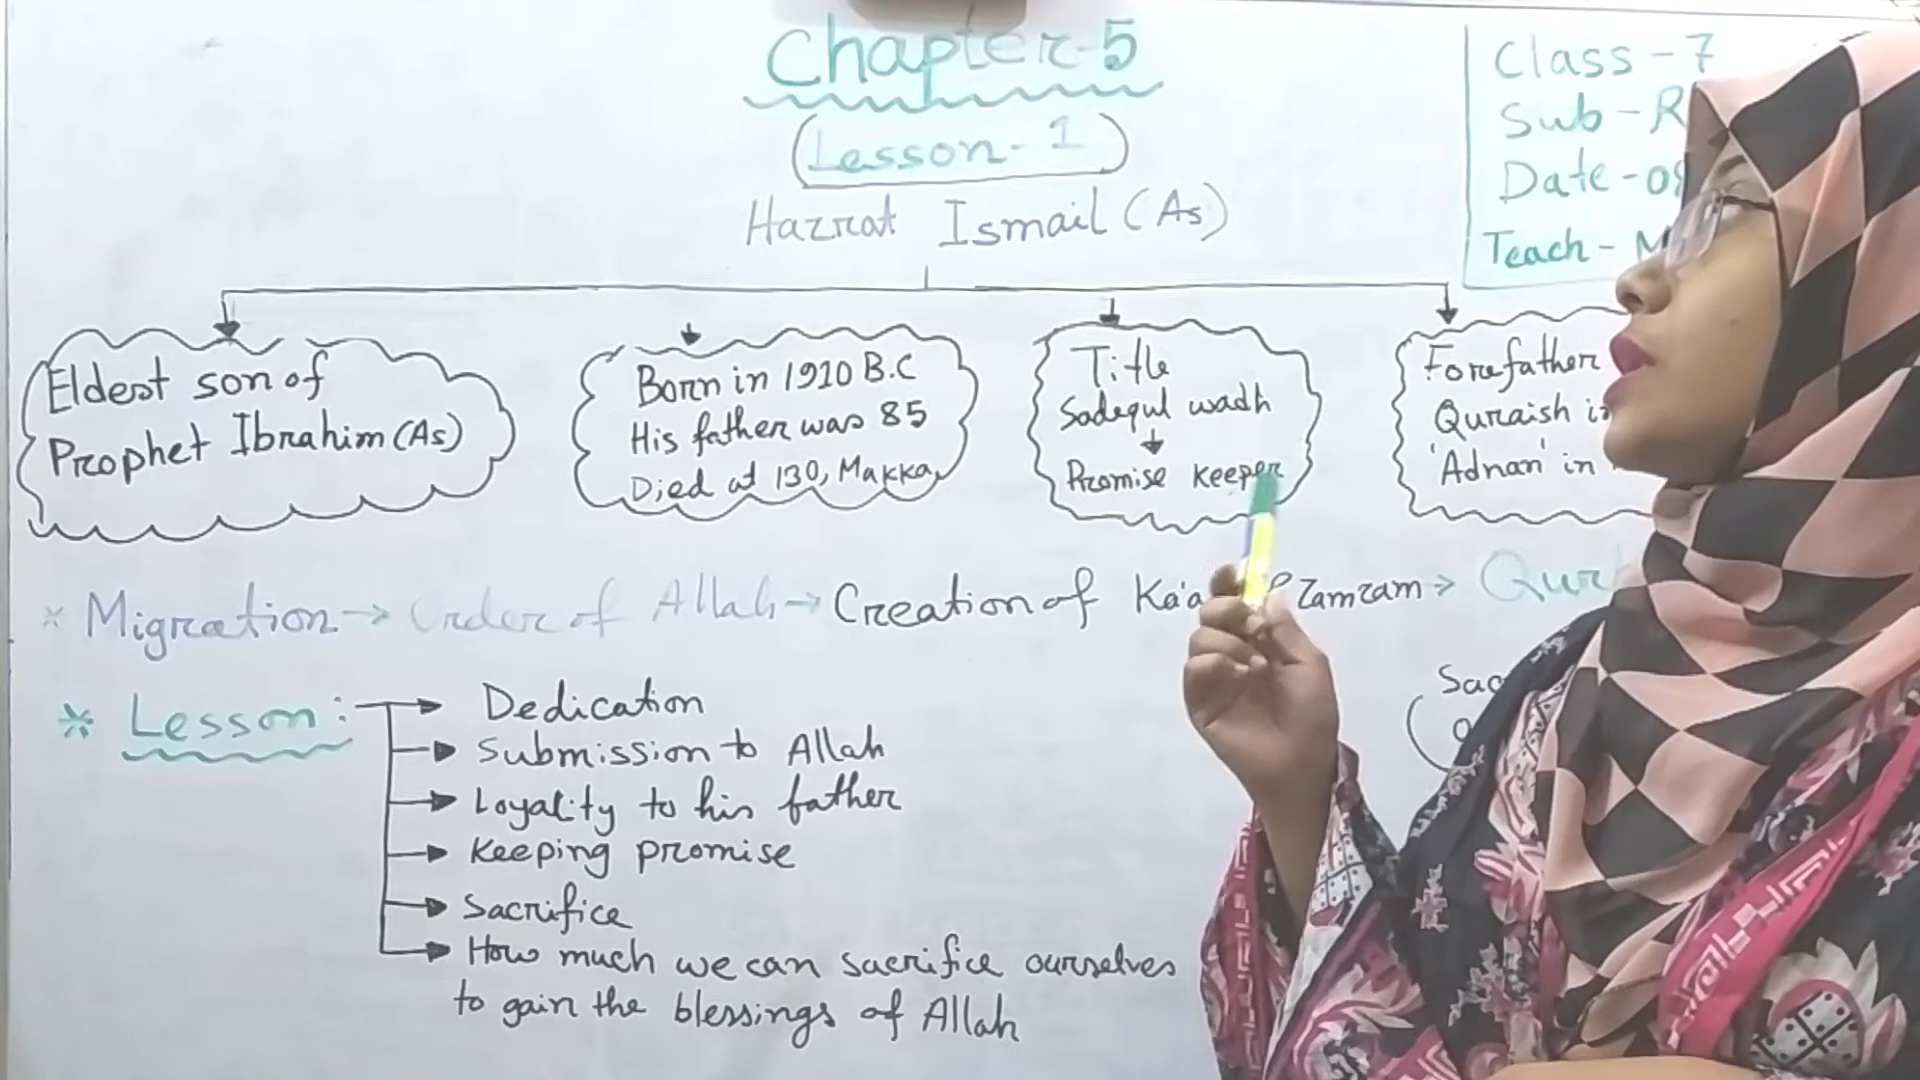 Chapter-5
(Lesson-1)
Hazrat Ismail (As)
Class-7
Sub-
Date-
Teach-
Eldest son of
Prophet Ibrahim (As)
Born in 1910 B.C
His father was 85
Died at 130, Makka
Title
Sadequl wadh
Promise keeper
Forefather
Quraish
'Adnan' in
* Migration → Order of Allah → Creation of Zamzam →
* Lesson:
Dedication
Submission to Allah
Loyality to his father
Keeping promise
Sacrifice
How much we can sacrifice ourselves
to gain the blessings of Allah